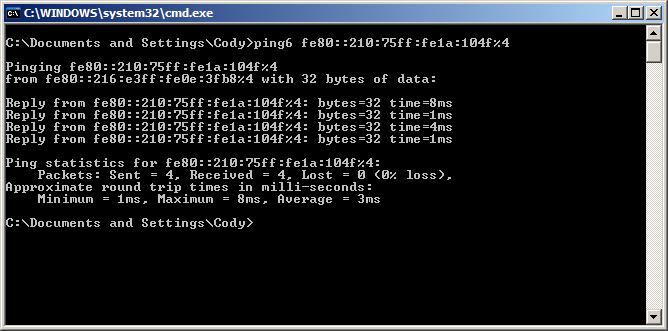 C:\WINDOWS\system32\cmd.exe
C:\Documents and Settings\Cody>ping6 fe80::210:75ff:fe1a:104f%4
Pinging fe80::210:75ff:fe1a:104f%4
from fe80::216:e3ff:fe0e:3fb8%4 with 32 bytes of data:
Reply from fe80::210:75ff:fe1a:104f%4: bytes=32 time=8ms
Reply from fe80::210:75ff:fe1a:104f%4: bytes=32 time=1ms
Reply from fe80::210:75ff:fe1a:104f%4: bytes=32 time=4ms
Reply from fe80::210:75ff:fe1a:104f%4: bytes=32 time=1ms
Ping statistics for fe80::210:75ff:fe1a:104f%4:
    Packets: Sent = 4, Received = 4, Lost = 0 (0% loss),
Approximate round trip times in milli-seconds:
    Minimum = 1ms, Maximum = 8ms, Average = 3ms
C:\Documents and Settings\Cody>